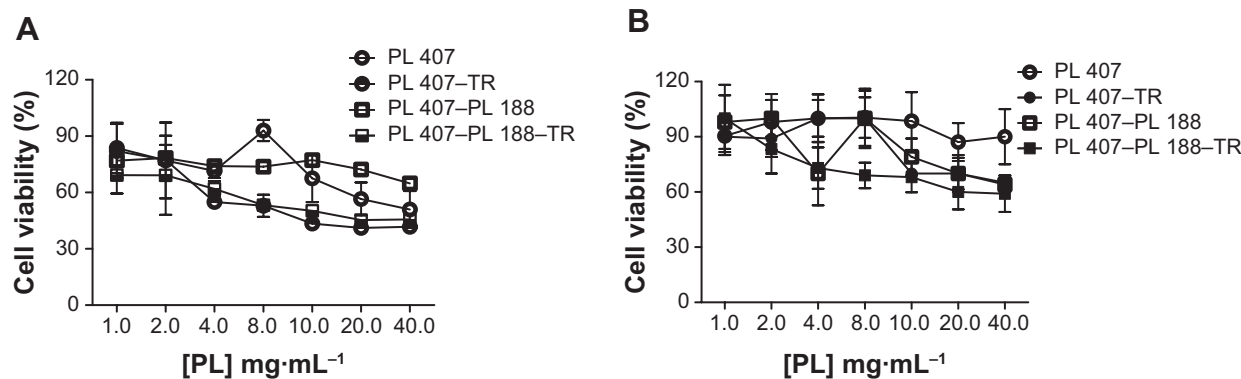 A
PL 407
PL 407–TR
PL 407–PL 188
PL 407–PL 188–TR
Cell viability (%)
120
90
60
30
0
1.0 2.0 4.0 8.0 10.0 20.0 40.0
[PL] mg·mL⁻¹
B
PL 407
PL 407–TR
PL 407–PL 188
PL 407–PL 188–TR
Cell viability (%)
120
90
60
30
0
1.0 2.0 4.0 8.0 10.0 20.0 40.0
[PL] mg·mL⁻¹